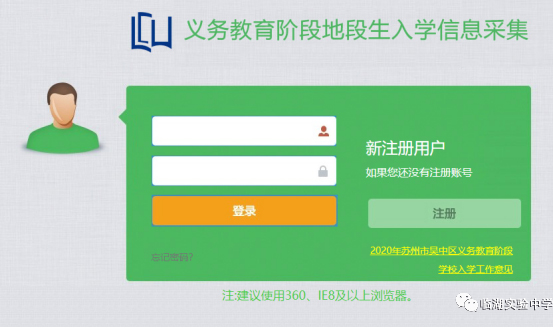 义务教育阶段地段生入学信息采集
新注册用户
如果您还没有注册账号
登录
注册
忘记密码?
2020年苏州市吴中区义务教育阶段
学校入学工作意见
注:建议使用360、IE8及以上浏览器。
临湖实验中学